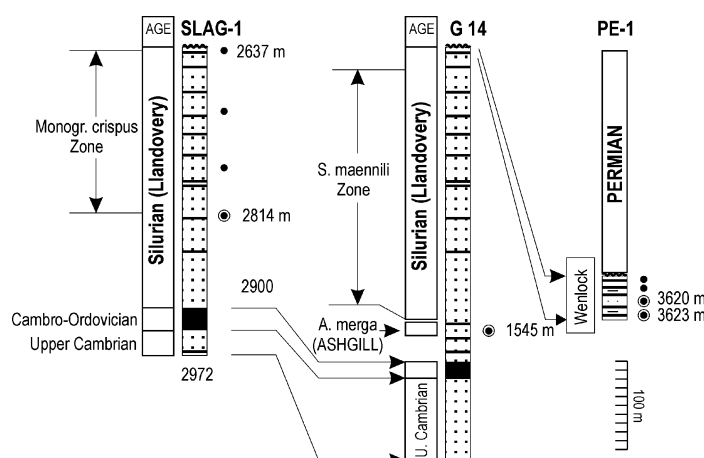 AGE
SLAG-1
AGE
G 14
PE-1
2637 m
Monogr. crispus
Zone
Silurian (Llandovery)
S. maennili
Zone
Silurian (Llandovery)
PERMIAN
2814 m
2900
Wenlock
3620 m
3623 m
Cambro-Ordovician
Upper Cambrian
A. merga
(ASHGILL)
1545 m
2972
U. Cambrian
100 m